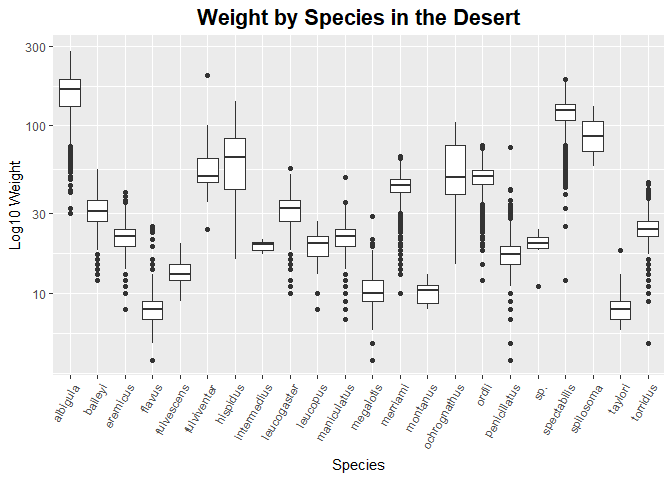 Weight by Species in the Desert
Log10 Weight
300
100
30
10
albigula
baileyi
eremicus
flavus
fulvescens
fulviventer
hispidus
intermedius
leucogaster
leucopus
maniculatus
megalotis
merriami
montanus
ochrognathus
ordii
penicillatus
sp.
spectabilis
spilosoma
taylori
torridus
Species